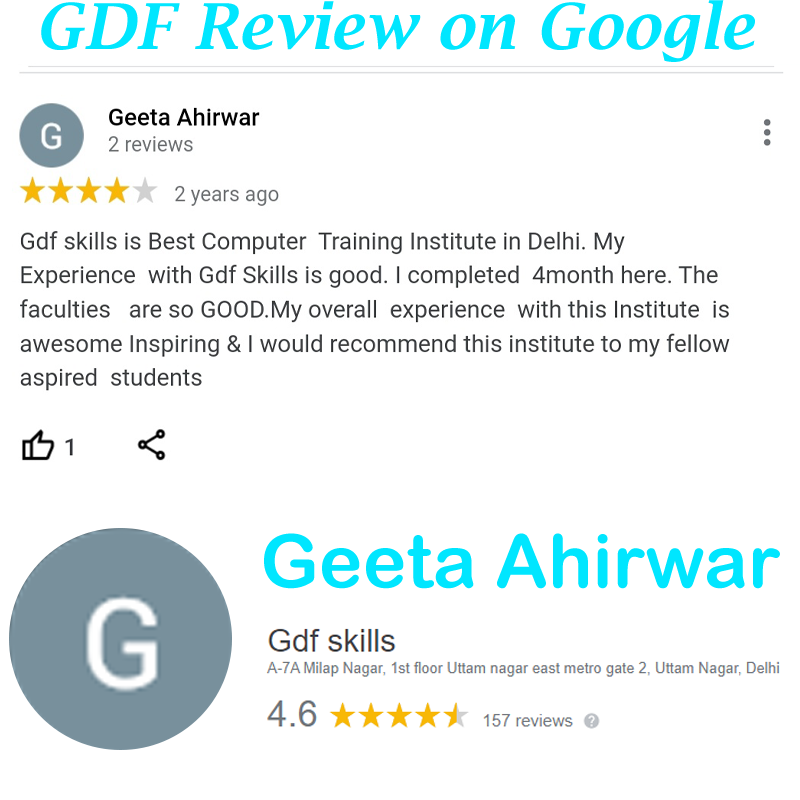 GDF Review on Google
G
Geeta Ahirwar
2 reviews
2 years ago
Gdf skills is Best Computer  Training Institute in Delhi. My
Experience  with Gdf Skills is good. I completed  4month here. The
faculties   are so GOOD.My overall  experience  with this Institute  is
awesome Inspiring & I would recommend this institute to my fellow
aspired  students
1
G
Geeta Ahirwar
Gdf skills
A-7A Milap Nagar, 1st floor Uttam nagar east metro gate 2, Uttam Nagar, Delhi
4.6
157 reviews ?